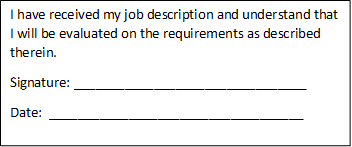 I have received my job description and understand that
I will be evaluated on the requirements as described
therein.
Signature: ________________________________
Date: ___________________________________